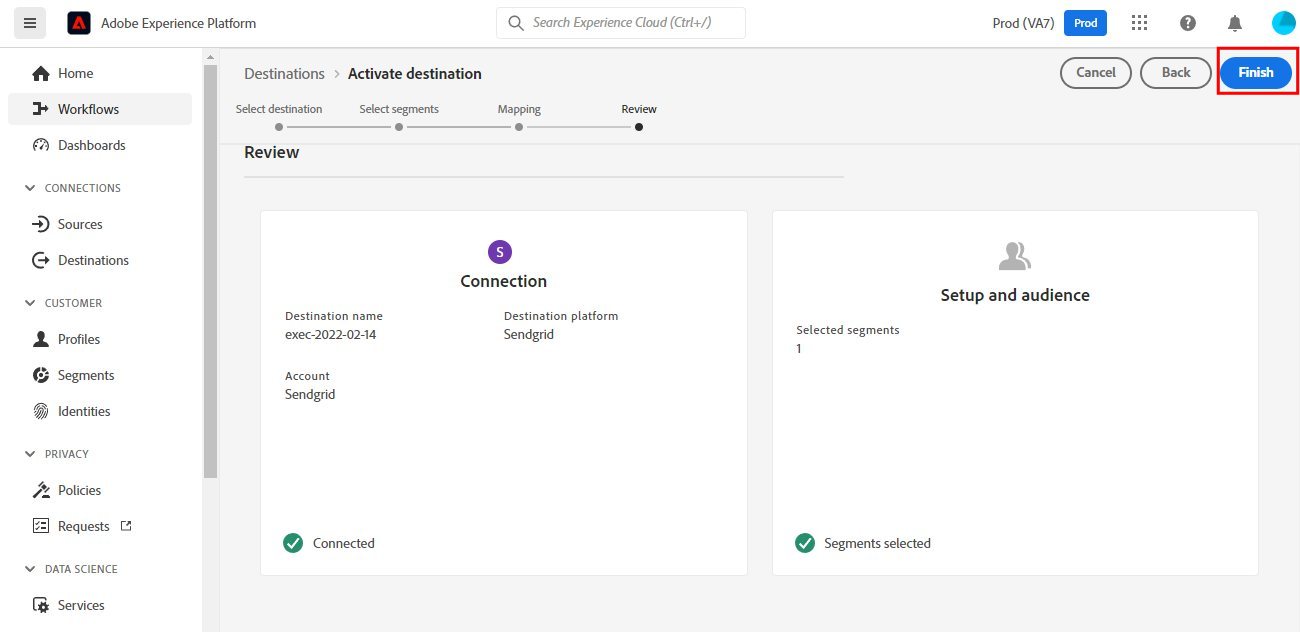 Adobe Experience Platform
Search Experience Cloud (Ctrl+/)
Prod (VA7)
Prod
Home
Workflows
Dashboards
CONNECTIONS
Sources
Destinations
CUSTOMER
Profiles
Segments
Identities
PRIVACY
Policies
Requests
DATA SCIENCE
Services
Destinations > Activate destination
Cancel
Back
Finish
Select destination
Select segments
Mapping
Review
Review
S
Connection
Destination name
Destination platform
exec-2022-02-14
Sendgrid
Account
Sendgrid
Connected
Setup and audience
Selected segments
1
Segments selected